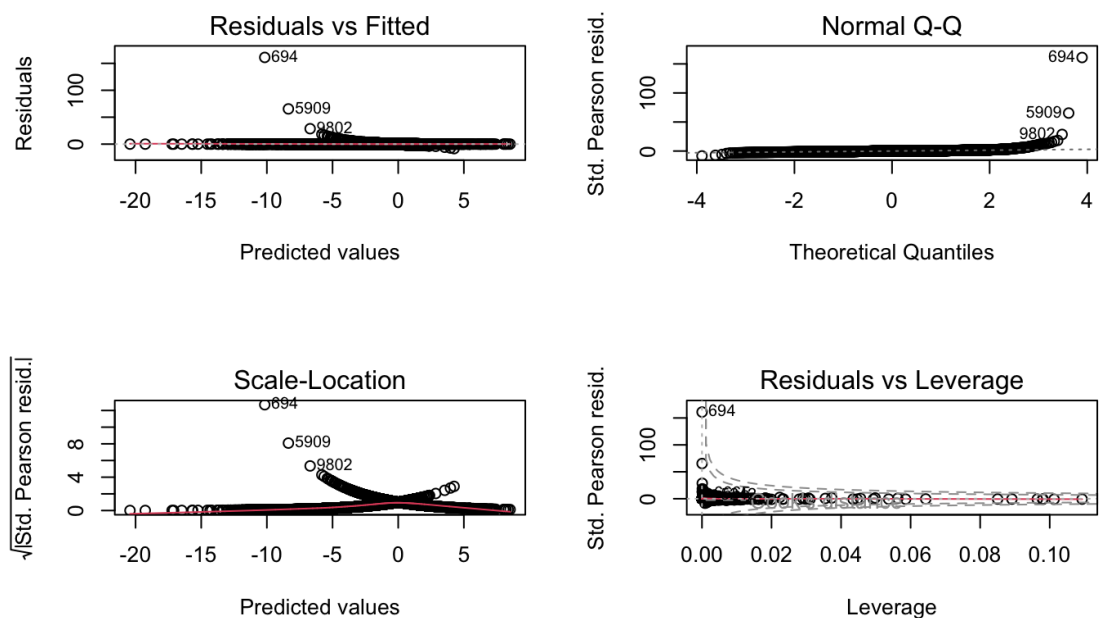 Residuals vs Fitted
Residuals
100
0
694
5909
9802
-20 -15 -10 -5 0 5
Predicted values
Normal Q-Q
Std. Pearson resid.
100
0
694
5909
9802
-4 -2 0 2 4
Theoretical Quantiles
Scale-Location
√|Std. Pearson resid.|
8
4
0
694
5909
9802
-20 -15 -10 -5 0 5
Predicted values
Residuals vs Leverage
Std. Pearson resid.
100
0
694
0.00 0.02 0.04 0.06 0.08 0.10
Leverage